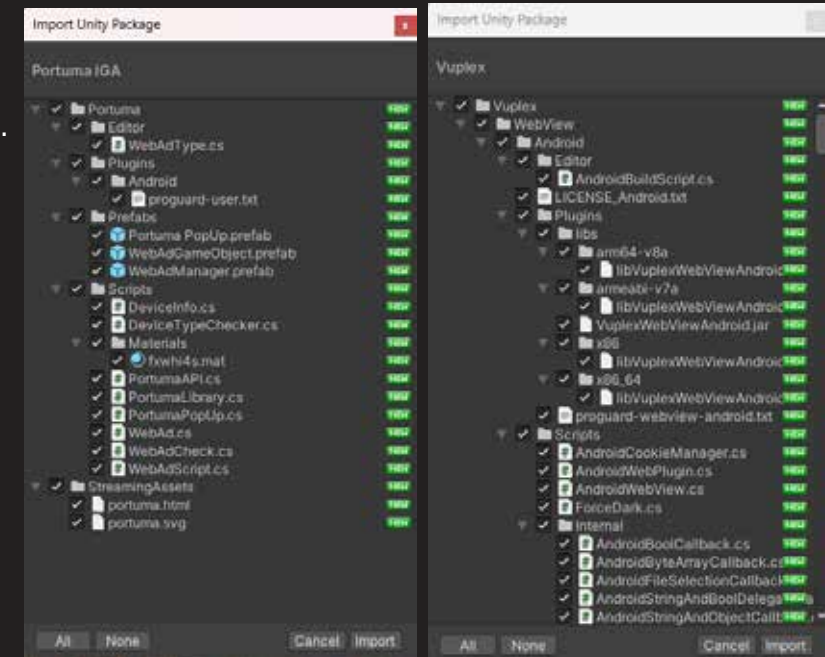 .
Import Unity Package
x
Portuma IGA
Portuma NEW
Editor NEW
WebAdType.cs NEW
Plugins NEW
Android NEW
proguard-user.txt NEW
Prefabs NEW
Portuma PopUp.prefab NEW
WebAdGameObject.prefab NEW
WebAdManager.prefab NEW
Scripts NEW
DeviceInfo.cs NEW
DeviceTypeChecker.cs NEW
Materials NEW
fxwhi4s.mat NEW
PortumaAPI.cs NEW
PortumaLibrary.cs NEW
PortumaPopUp.cs NEW
WebAd.cs NEW
WebAdCheck.cs NEW
WebAdScript.cs NEW
StreamingAssets NEW
portuma.html NEW
portuma.svg NEW
All None Cancel Import
Import Unity Package
Vuplex
Vuplex NEW
WebView NEW
Android NEW
Editor NEW
AndroidBuildScript.cs NEW
LICENSE_Android.txt NEW
Plugins NEW
libs NEW
arm64-v8a NEW
libVuplexWebViewAndroid NEW
armeabi-v7a NEW
libVuplexWebViewAndroid NEW
VuplexWebViewAndroid.jar NEW
x86 NEW
libVuplexWebViewAndroid NEW
x86_64 NEW
libVuplexWebViewAndroid NEW
proguard-webview-android.txt NEW
Scripts NEW
AndroidCookieManager.cs NEW
AndroidWebPlugin.cs NEW
AndroidWebView.cs NEW
ForceDark.cs NEW
Internal NEW
AndroidBoolCallback.cs NEW
AndroidByteArrayCallback.cs NEW
AndroidFileSelectionCallback NEW
AndroidStringAndBoolDelega NEW
AndroidStringAndObjectCallb NEW
All None Cancel Import